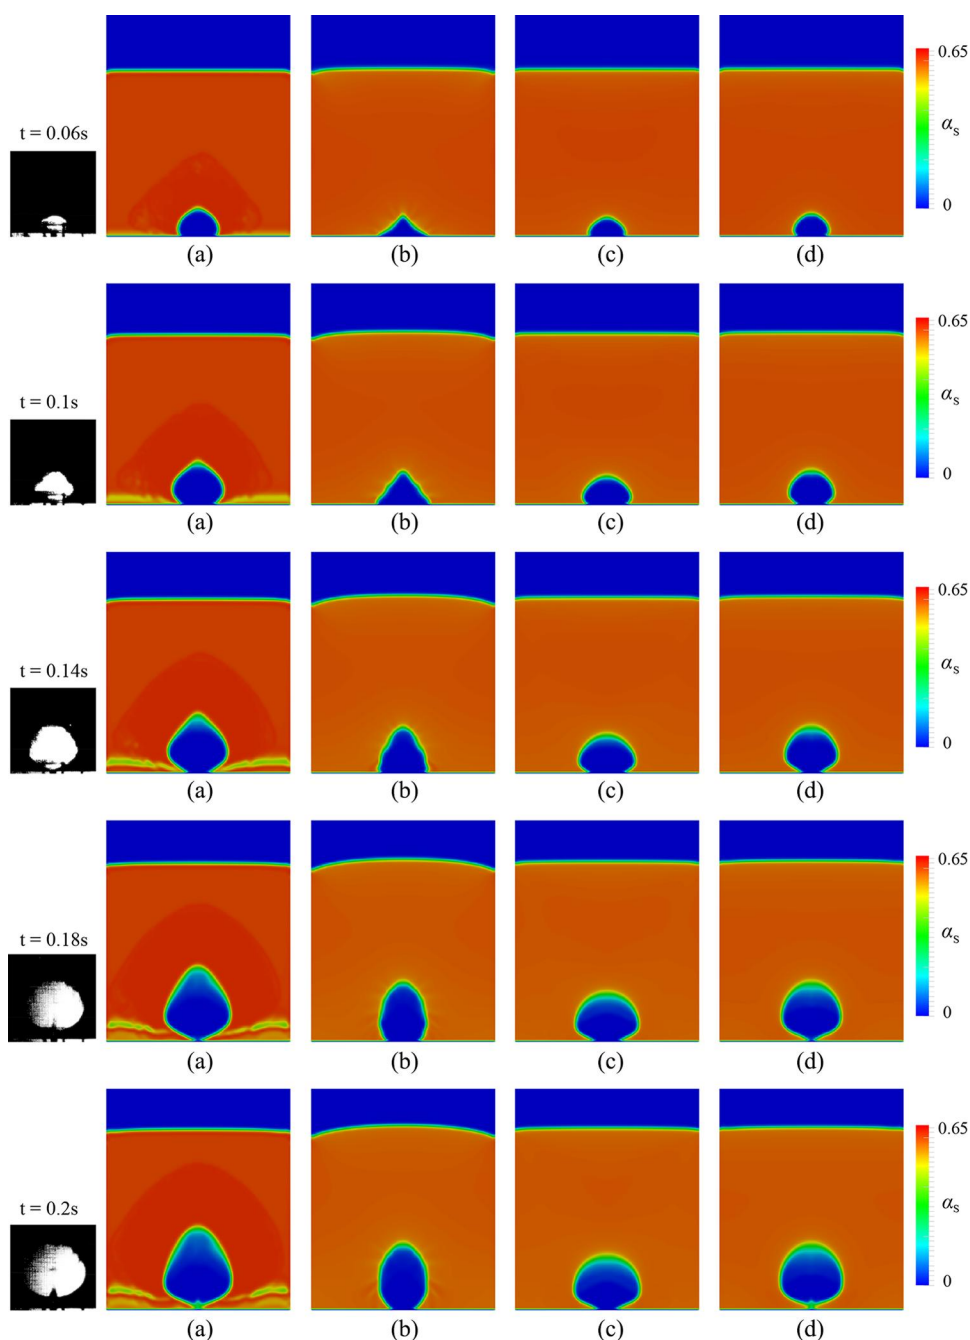 0.65
t = 0.06s
αs
0
(a) (b) (c) (d)
0.65
t = 0.1s
αs
0
(a) (b) (c) (d)
0.65
t = 0.14s
αs
0
(a) (b) (c) (d)
0.65
t = 0.18s
αs
0
(a) (b) (c) (d)
0.65
t = 0.2s
αs
0
(a) (b) (c) (d)